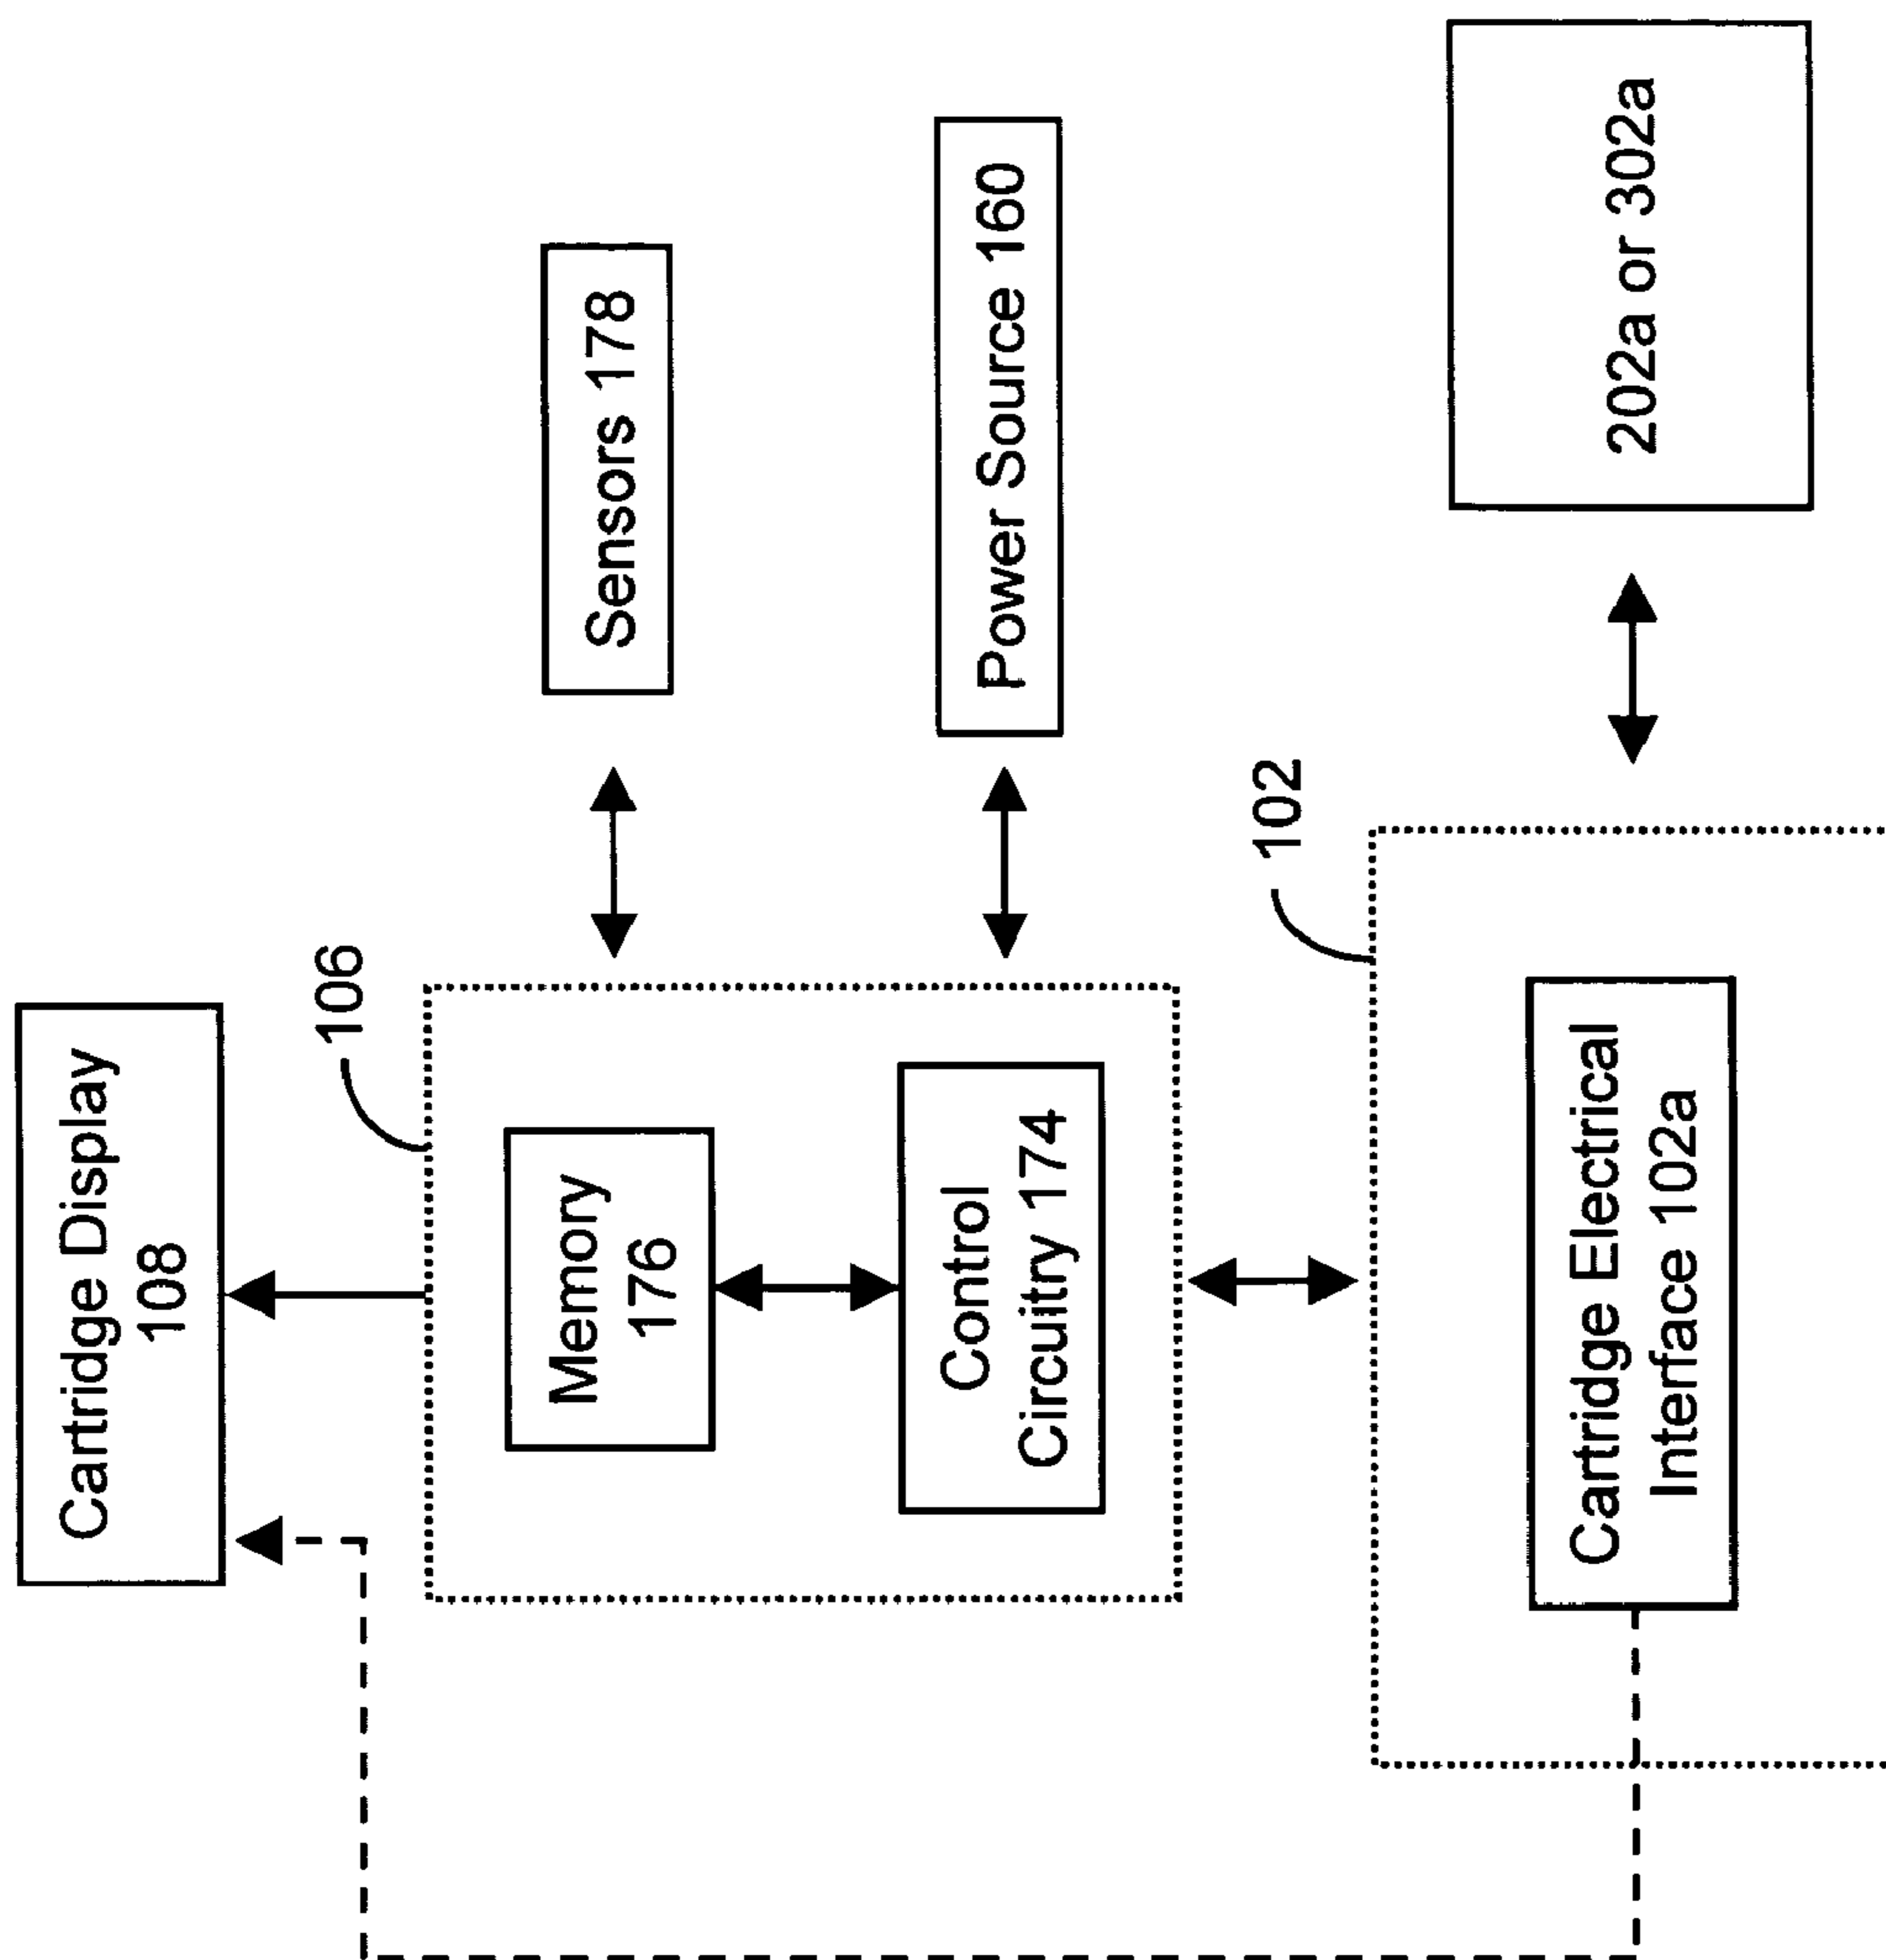 Cartridge Display
108
106
Memory
176
Control
Circuitry 174
Sensors 178
Power Source 160
102
Cartridge Electrical
Interface 102a
202a or 302a